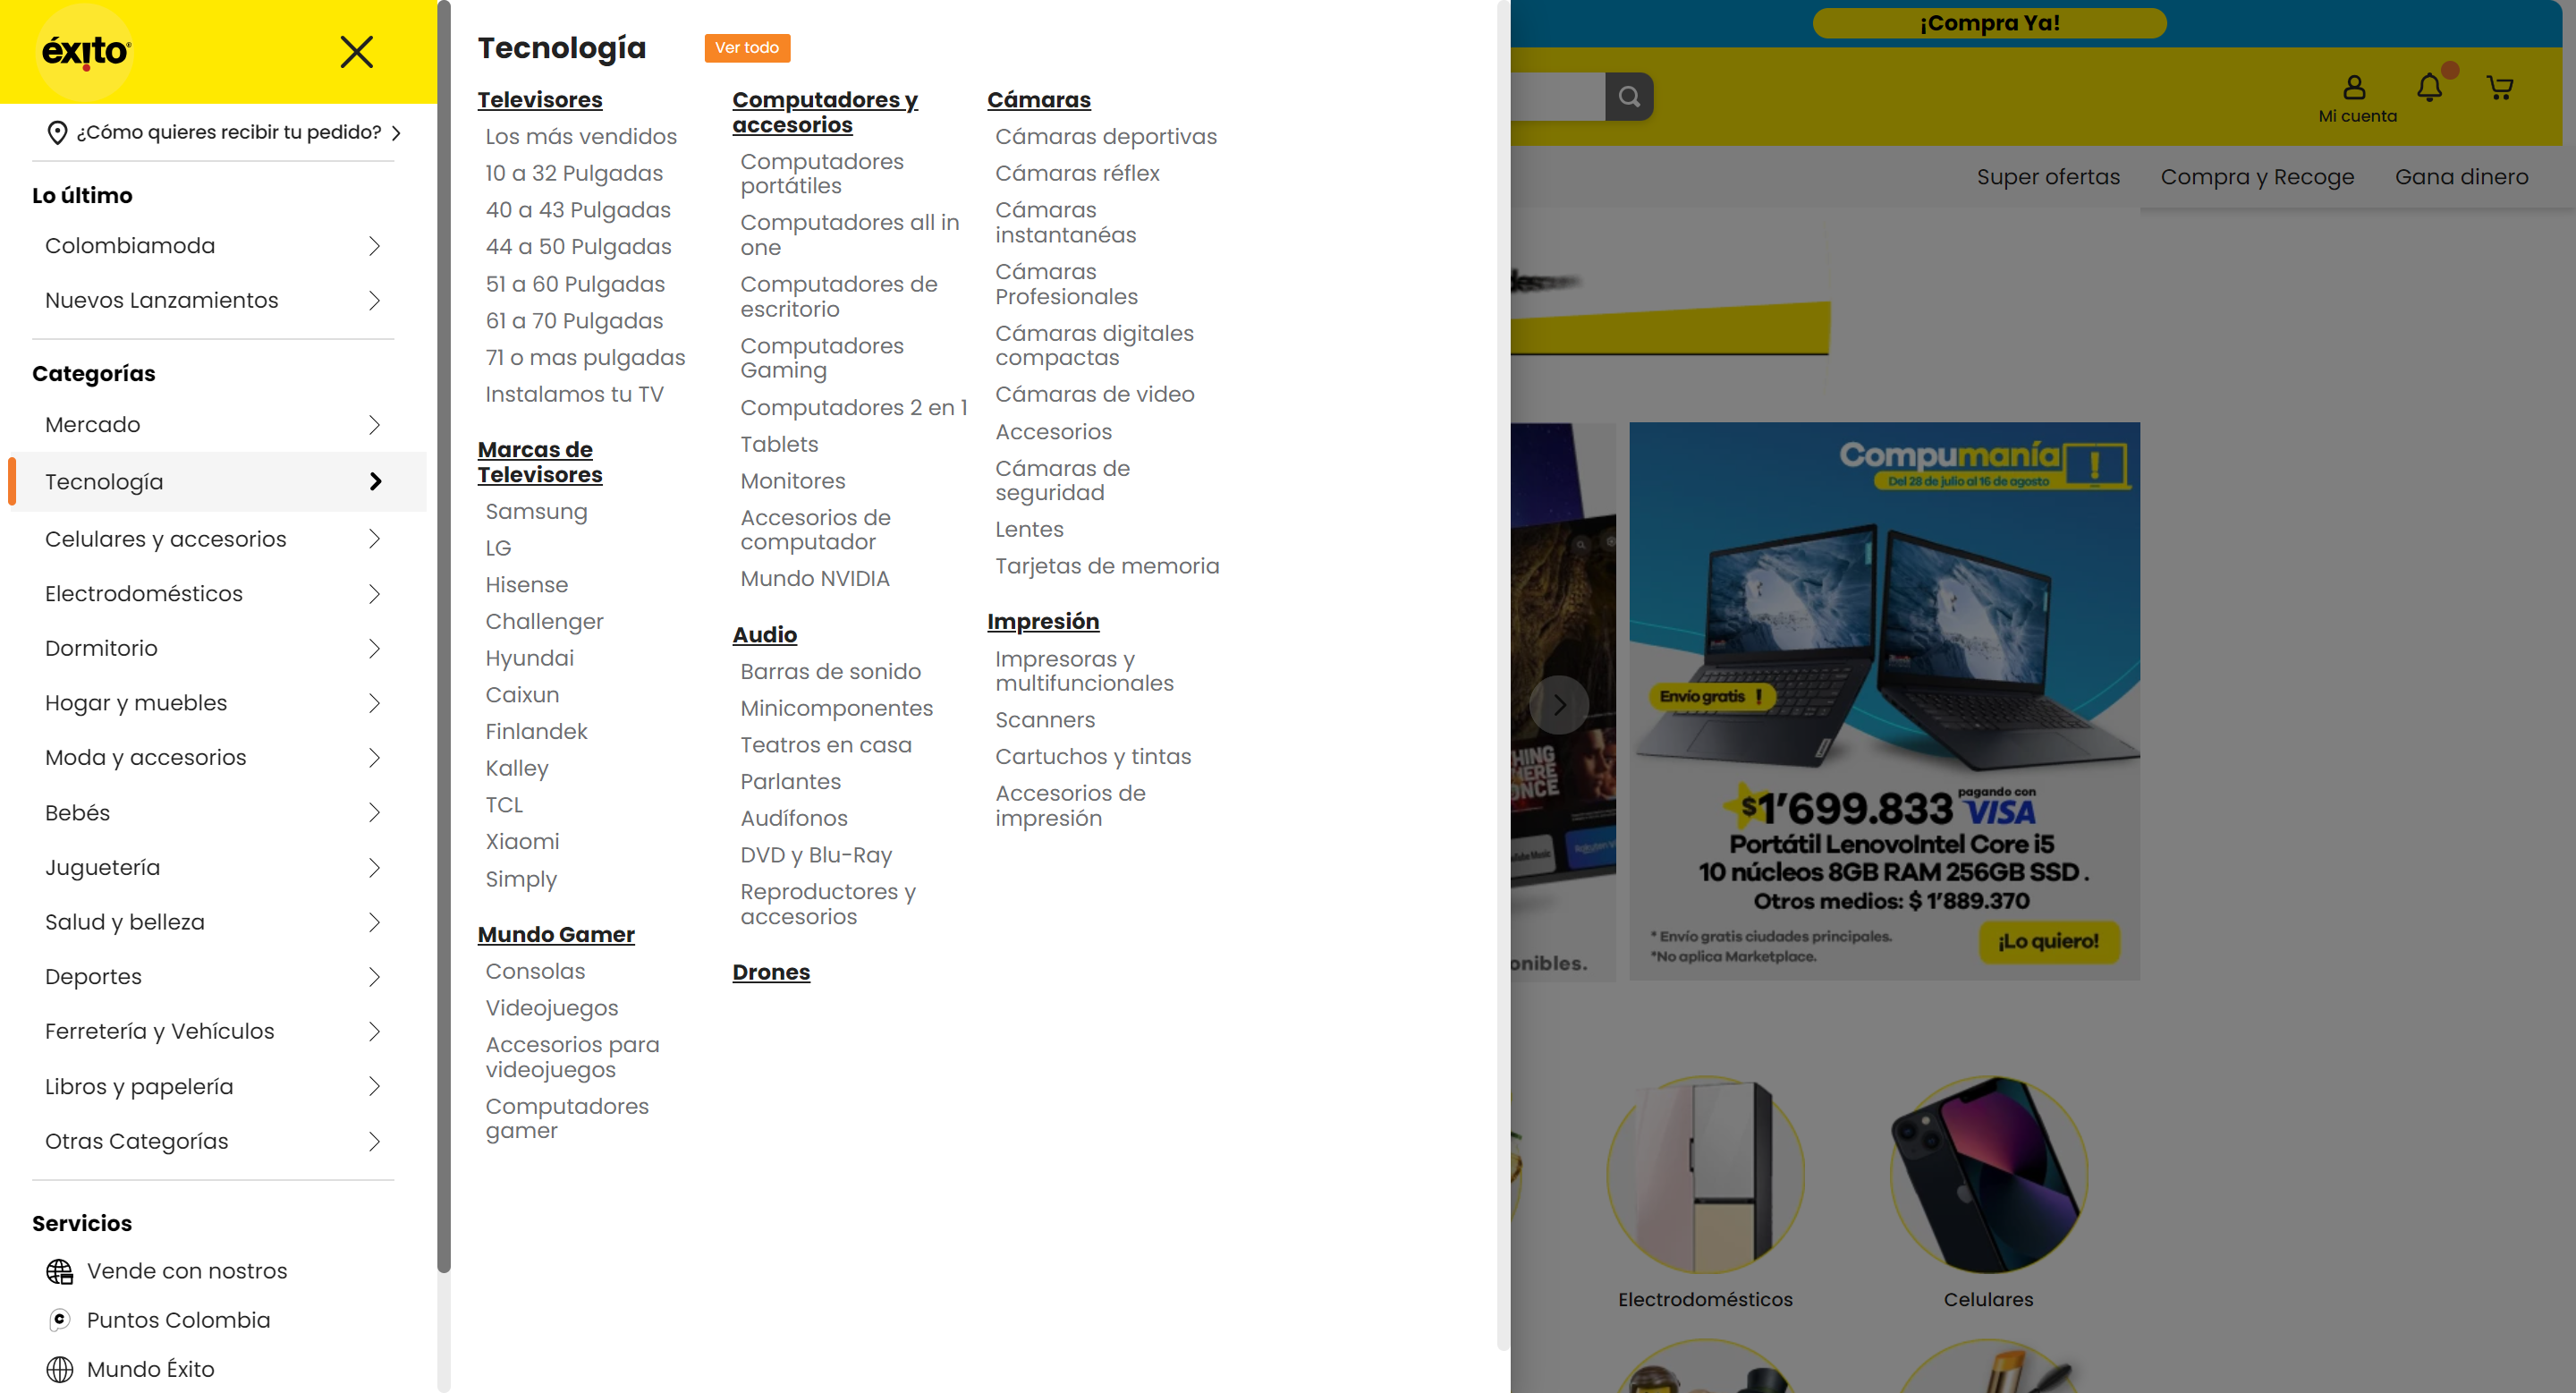 éxito
¿Cómo quieres recibir tu pedido?
Lo último
Colombiamoda
Nuevos Lanzamientos
Categorías
Mercado
Tecnología
Celulares y accesorios
Electrodomésticos
Dormitorio
Hogar y muebles
Moda y accesorios
Bebés
Juguetería
Salud y belleza
Deportes
Ferretería y Vehículos
Libros y papelería
Otras Categorías
Servicios
Vende con nostros
Puntos Colombia
Mundo Éxito
Tecnología
Ver todo
Televisores
Los más vendidos
10 a 32 Pulgadas
40 a 43 Pulgadas
44 a 50 Pulgadas
51 a 60 Pulgadas
61 a 70 Pulgadas
71 o mas pulgadas
Instalamos tu TV
Marcas de
Televisores
Samsung
LG
Hisense
Challenger
Hyundai
Caixun
Finlandek
Kalley
TCL
Xiaomi
Simply
Mundo Gamer
Consolas
Videojuegos
Accesorios para
videojuegos
Computadores
gamer
Computadores y
accesorios
Computadores
portátiles
Computadores all in
one
Computadores de
escritorio
Computadores
Gaming
Computadores 2 en 1
Tablets
Monitores
Accesorios de
computador
Mundo NVIDIA
Audio
Barras de sonido
Minicomponentes
Teatros en casa
Parlantes
Audífonos
DVD y Blu-Ray
Reproductores y
accesorios
Drones
Cámaras
Cámaras deportivas
Cámaras réflex
Cámaras
instantanéas
Cámaras
Profesionales
Cámaras digitales
compactas
Cámaras de video
Accesorios
Cámaras de
seguridad
Lentes
Tarjetas de memoria
Impresión
Impresoras y
multifuncionales
Scanners
Cartuchos y tintas
Accesorios de
impresión
¡Compra Ya!
Mi cuenta
Super ofertas
Compra y Recoge
Gana dinero
Compumanía
Del 28 de julio al 16 de agosto
Envío gratis !
$1'699.833 pagando con VISA
Portátil LenovoIntel Core i5
10 núcleos 8GB RAM 256GB SSD .
Otros medios: $ 1'889.370
* Envío gratis ciudades principales.
*No aplica Marketplace.
¡Lo quiero!
onibles.
Electrodomésticos
Celulares